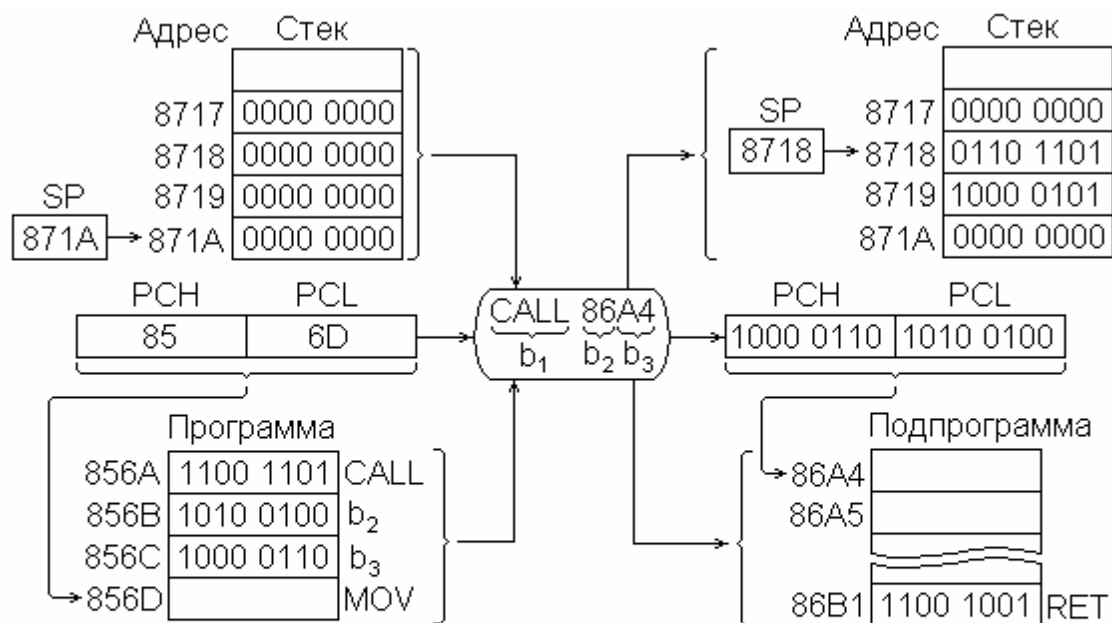 Адрес Стек
8717 0000 0000
8718 0000 0000
8719 0000 0000
SP
871A 871A 0000 0000
Адрес Стек
8717 0000 0000
SP
8718 8718 0110 1101
8719 1000 0101
871A 0000 0000
PCH PCL
85 6D
CALL 86A4
b1 b2 b3
PCH PCL
1000 0110 1010 0100
Программа
856A 1100 1101 CALL
856B 1010 0100 b2
856C 1000 0110 b3
856D MOV
Подпрограмма
86A4
86A5
86B1 1100 1001 RET